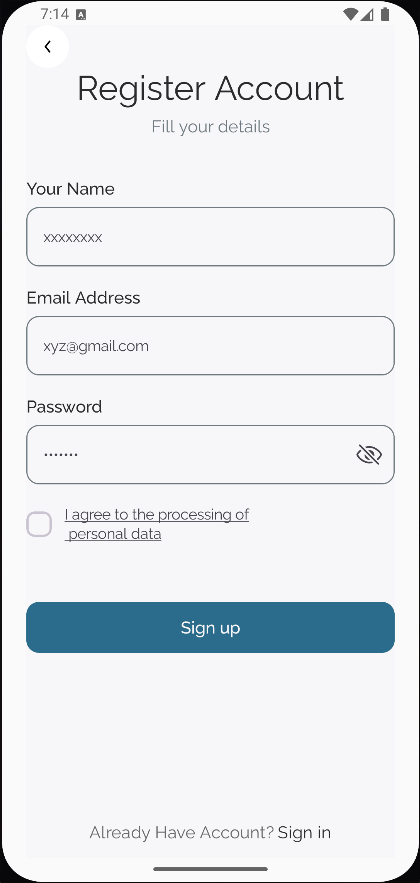 7:14 A
Register Account
Fill your details
Your Name
xxxxxxxx
Email Address
xyz@gmail.com
Password
•••••••
I agree to the processing of
personal data
Sign up
Already Have Account? Sign in